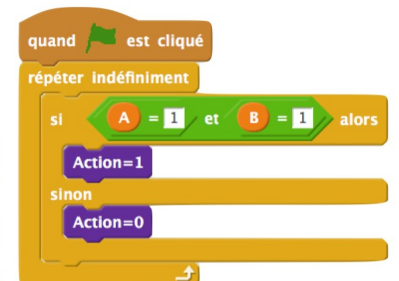 quand est cliqué
répéter indéfiniment
si A = 1 et B = 1 alors
Action=1
sinon
Action=0